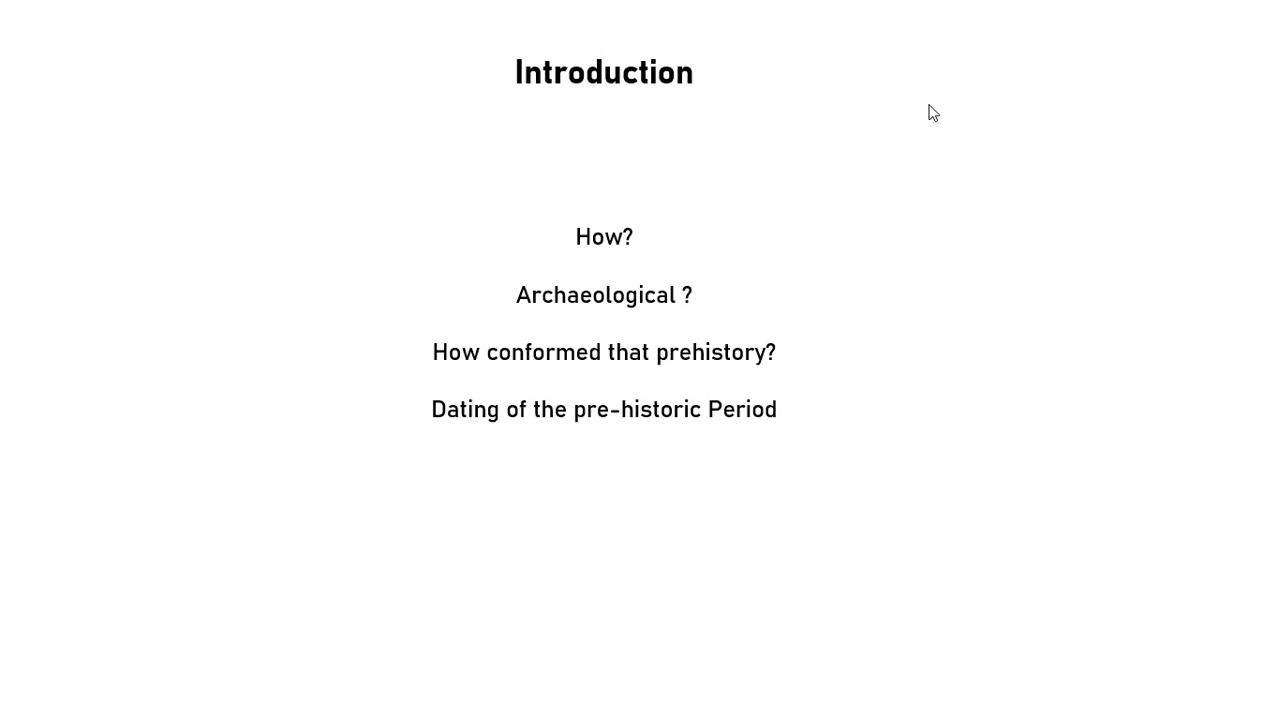 Introduction
How?
Archaeological ?
How conformed that prehistory?
Dating of the pre-historic Period